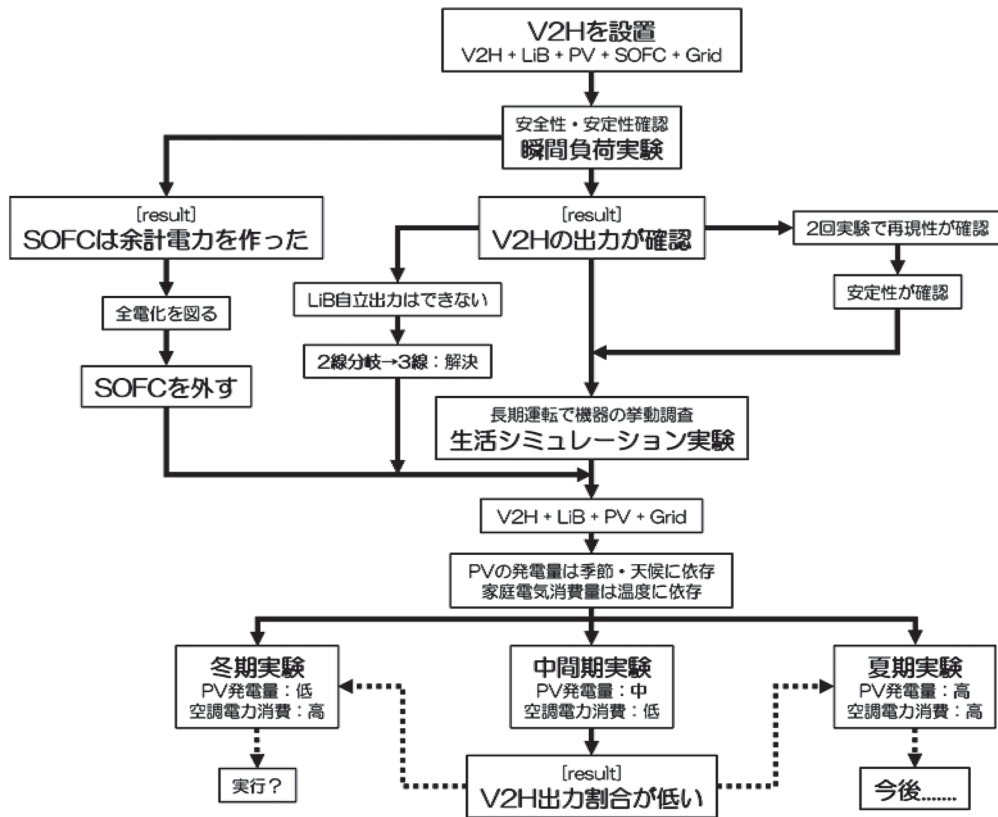 V2Hを設置
V2H + LiB + PV + SOFC + Grid
安全性・安定性確認
瞬間負荷実験
[result]
SOFCは余計電力を作った
[result]
V2Hの出力が確認
2回実験で再現性が確認
LiB自立出力はできない
安定性が確認
全電化を図る
2線分岐→3線：解決
SOFCを外す
長期運転で機器の挙動調査
生活シミュレーション実験
V2H + LiB + PV + Grid
PVの発電量は季節・天候に依存
家庭電気消費量は温度に依存
冬期実験
PV発電量：低
空調電力消費：高
中間期実験
PV発電量：中
空調電力消費：低
夏期実験
PV発電量：高
空調電力消費：高
実行？
[result]
V2H出力割合が低い
今後.......